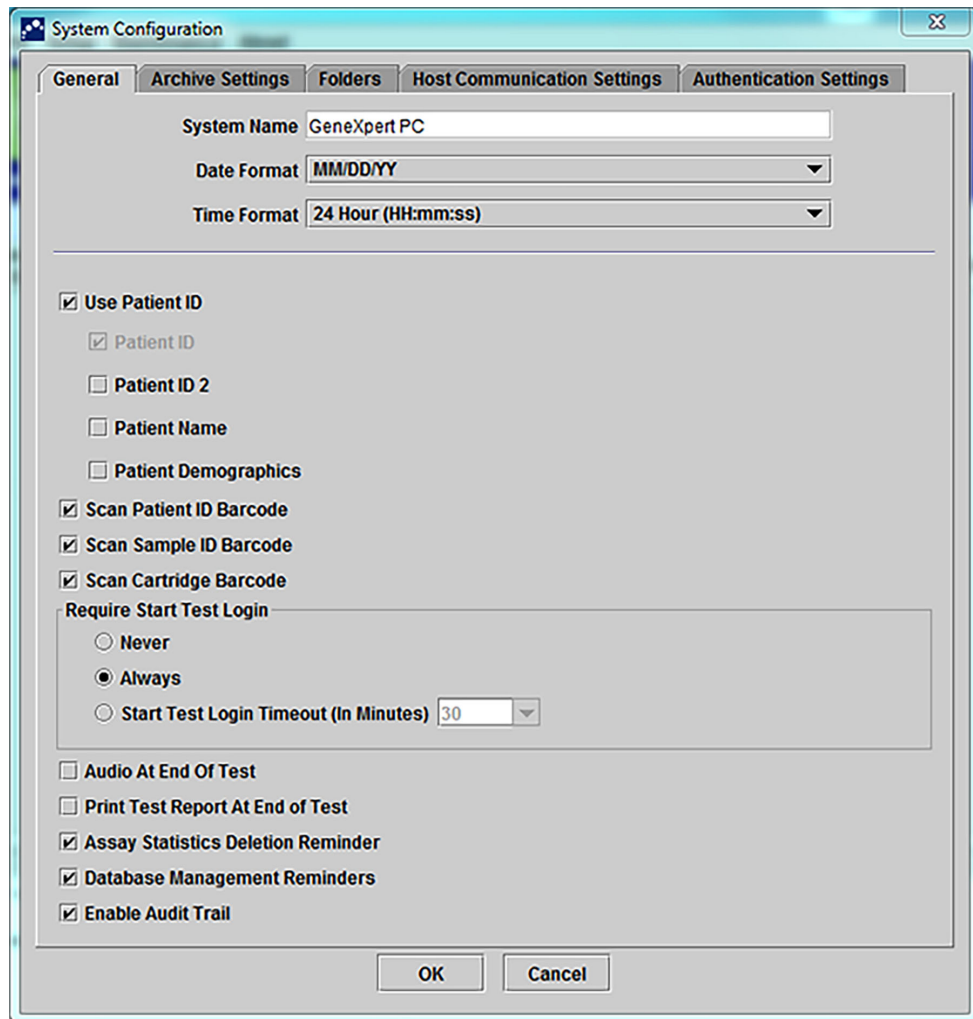 System Configuration
General Archive Settings Folders Host Communication Settings Authentication Settings
System Name GeneXpert PC
Date Format MM/DD/YY
Time Format 24 Hour (HH:mm:ss)
Use Patient ID
Patient ID
Patient ID 2
Patient Name
Patient Demographics
Scan Patient ID Barcode
Scan Sample ID Barcode
Scan Cartridge Barcode
Require Start Test Login
Never
Always
Start Test Login Timeout (In Minutes) 30
Audio At End Of Test
Print Test Report At End of Test
Assay Statistics Deletion Reminder
Database Management Reminders
Enable Audit Trail
OK Cancel